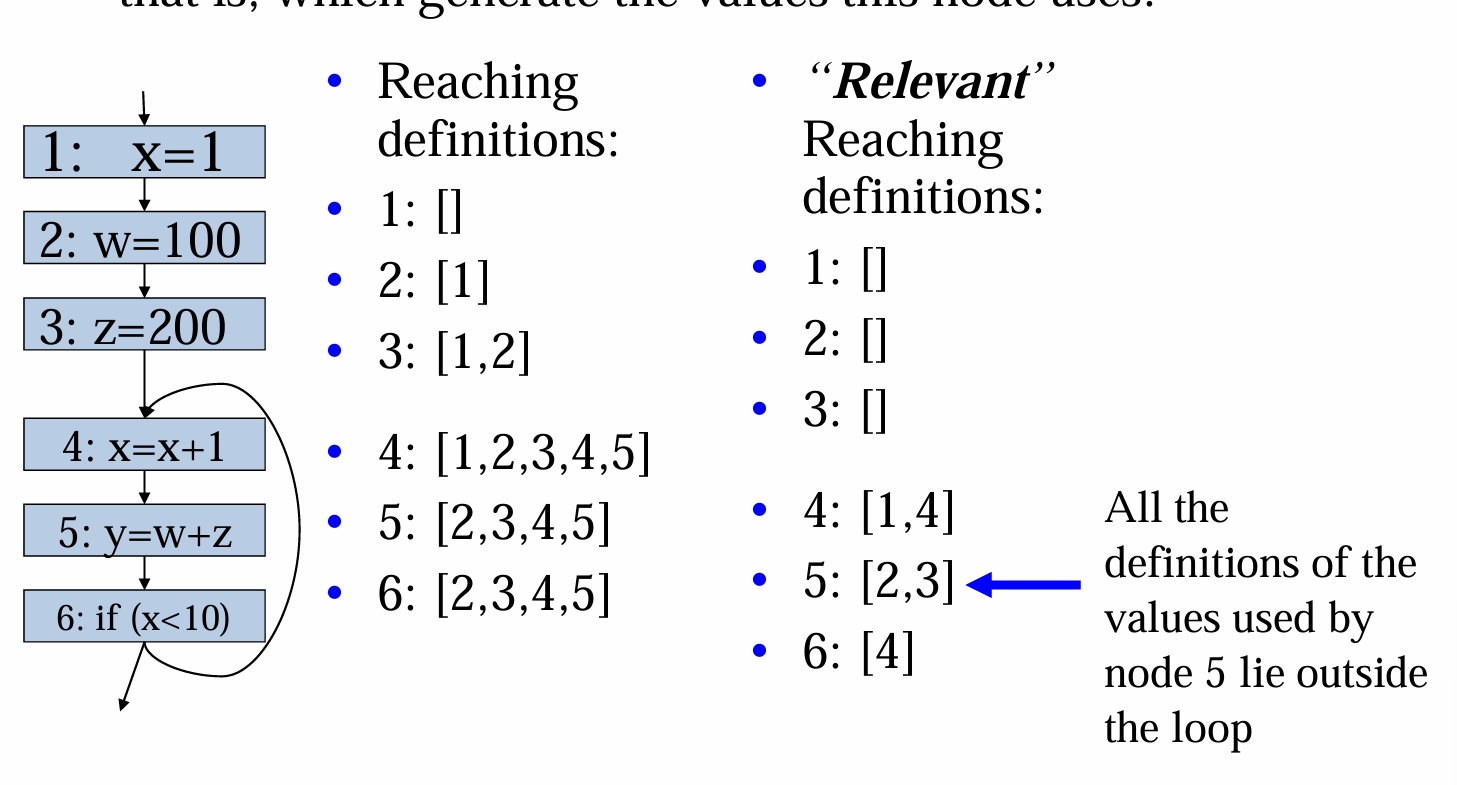 that is, which generate the values this node uses.
1: x=1
2: w=100
3: z=200
4: x=x+1
5: y=w+z
6: if (x<10)
• Reaching
definitions:
• 1: []
• 2: [1]
• 3: [1,2]
• 4: [1,2,3,4,5]
• 5: [2,3,4,5]
• 6: [2,3,4,5]
• “Relevant”
Reaching
definitions:
• 1: []
• 2: []
• 3: []
• 4: [1,4]
• 5: [2,3]
• 6: [4]
All the
definitions of the
values used by
node 5 lie outside
the loop